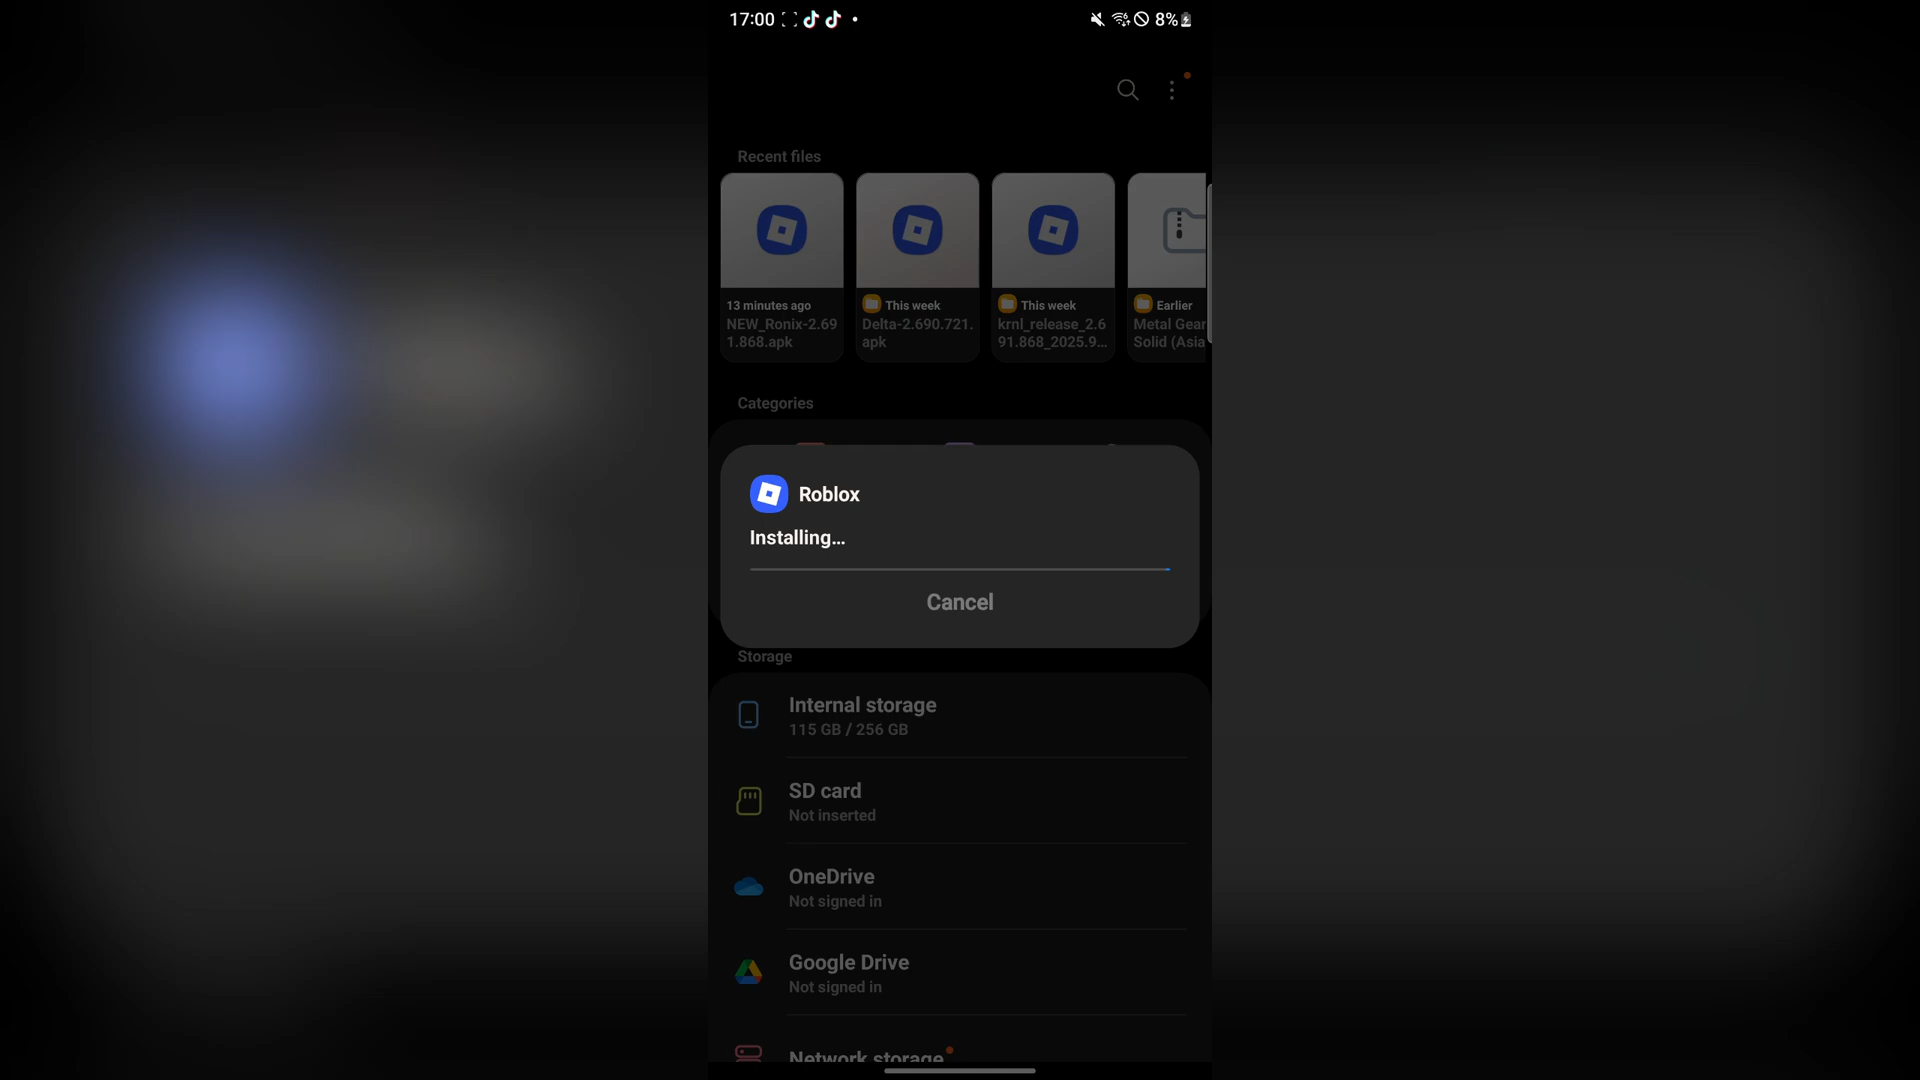 17:00
8%
Recent files
13 minutes ago
NEW_Ronix-2.69
1.868.apk
This week
Delta-2.690.721.
apk
This week
krnl_release_2.6
91.868_2025.9...
Earlier
Metal Gear
Solid (Asia
Categories
Roblox
Installing...
Cancel
Storage
Internal storage
115 GB / 256 GB
SD card
Not inserted
OneDrive
Not signed in
Google Drive
Not signed in
Network storage